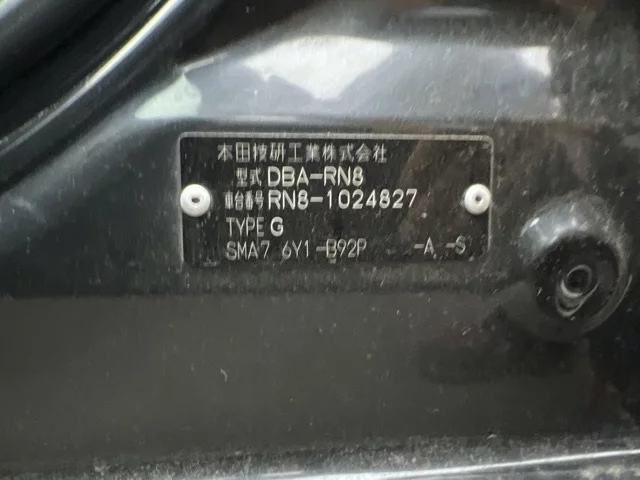 本田技研工業株式会社
型式 DBA-RN8
車台番号 RN8-1024827
TYPE G
SMA7 6Y1-B92P -A -S